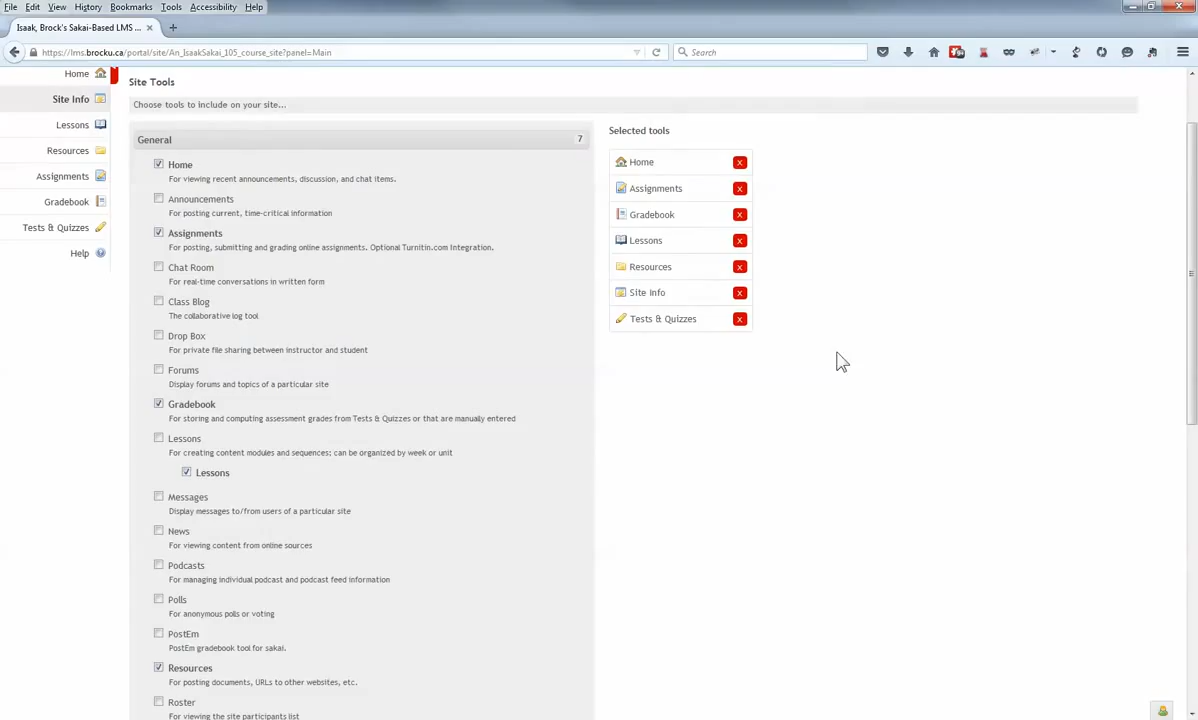 File Edit View History Bookmarks Tools Accessibility Help
Isaak, Brock's Sakai-Based LMS ...
https://lms.brocku.ca/portal/site/An_IsaakSakai_105_course_site?panel=Main
Search
Home
Site Info
Lessons
Resources
Assignments
Gradebook
Tests & Quizzes
Help
Site Tools
Choose tools to include on your site...
General 7
Home
For viewing recent announcements, discussion, and chat items.
Announcements
For posting current, time-critical information
Assignments
For posting, submitting and grading online assignments. Optional Turnitin.com Integration.
Chat Room
For real-time conversations in written form
Class Blog
The collaborative log tool
Drop Box
For private file sharing between instructor and student
Forums
Display forums and topics of a particular site
Gradebook
For storing and computing assessment grades from Tests & Quizzes or that are manually entered
Lessons
For creating content modules and sequences; can be organized by week or unit
Lessons
Messages
Display messages to/from users of a particular site
News
For viewing content from online sources
Podcasts
For managing individual podcast and podcast feed information
Polls
For anonymous polls or voting
PostEm
PostEm gradebook tool for sakai.
Resources
For posting documents, URLs to other websites, etc.
Roster
For viewing the site participants list
Selected tools
Home x
Assignments x
Gradebook x
Lessons x
Resources x
Site Info x
Tests & Quizzes x